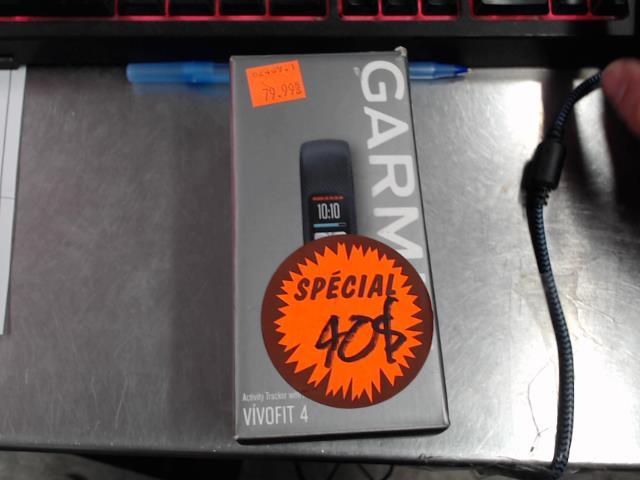 79.99$
GARM
10:10
SPÉCIAL
40$
Activity Tracker with
VÍVOFIT 4